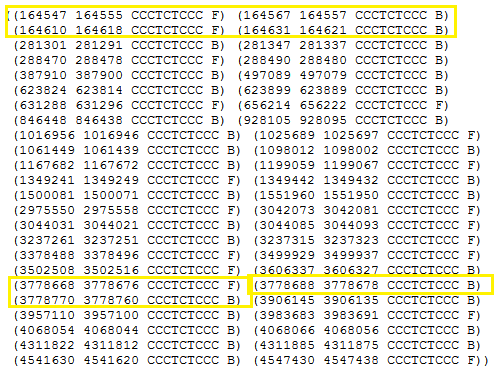 ((164547 164555 CCCTCTCCC F) (164567 164557 CCCTCTCCC B)
(164610 164618 CCCTCTCCC F) (164631 164621 CCCTCTCCC B)
(281301 281291 CCCTCTCCC B) (281347 281337 CCCTCTCCC B)
(288470 288478 CCCTCTCCC F) (288490 288480 CCCTCTCCC B)
(387910 387900 CCCTCTCCC B) (497089 497079 CCCTCTCCC B)
(623824 623814 CCCTCTCCC B) (623899 623889 CCCTCTCCC B)
(631288 631296 CCCTCTCCC F) (656214 656222 CCCTCTCCC F)
(846448 846438 CCCTCTCCC B) (928105 928095 CCCTCTCCC B)
(1016956 1016946 CCCTCTCCC B) (1025689 1025697 CCCTCTCCC F)
(1061449 1061439 CCCTCTCCC B) (1098012 1098002 CCCTCTCCC B)
(1167682 1167672 CCCTCTCCC B) (1199059 1199067 CCCTCTCCC F)
(1349241 1349249 CCCTCTCCC F) (1349442 1349432 CCCTCTCCC B)
(1500081 1500071 CCCTCTCCC B) (1551960 1551950 CCCTCTCCC B)
(2975550 2975558 CCCTCTCCC F) (3042073 3042081 CCCTCTCCC F)
(3044031 3044021 CCCTCTCCC B) (3044085 3044093 CCCTCTCCC F)
(3237261 3237251 CCCTCTCCC B) (3237315 3237323 CCCTCTCCC F)
(3378488 3378496 CCCTCTCCC F) (3499929 3499937 CCCTCTCCC F)
(3502508 3502516 CCCTCTCCC F) (3606337 3606327 CCCTCTCCC B)
(3778668 3778676 CCCTCTCCC F) (3778688 3778678 CCCTCTCCC B)
(3778770 3778760 CCCTCTCCC B) (3906145 3906135 CCCTCTCCC B)
(3957110 3957100 CCCTCTCCC B) (3983683 3983691 CCCTCTCCC F)
(4068054 4068044 CCCTCTCCC B) (4068066 4068056 CCCTCTCCC B)
(4311822 4311812 CCCTCTCCC B) (4311885 4311875 CCCTCTCCC B)
(4541630 4541620 CCCTCTCCC B) (4547430 4547438 CCCTCTCCC F))